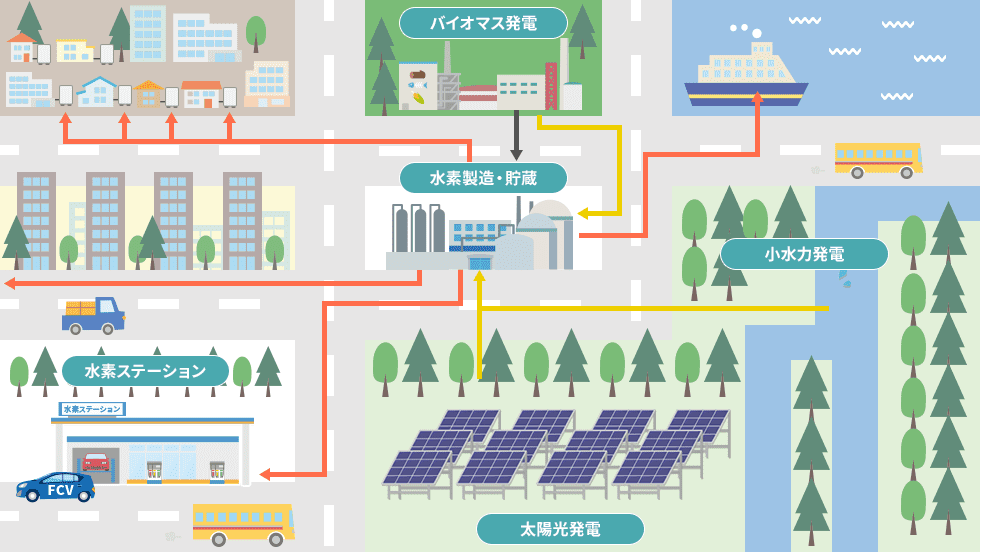 バイオマス発電
水素製造・貯蔵
小水力発電
水素ステーション
水素ステーション
FCV
太陽光発電